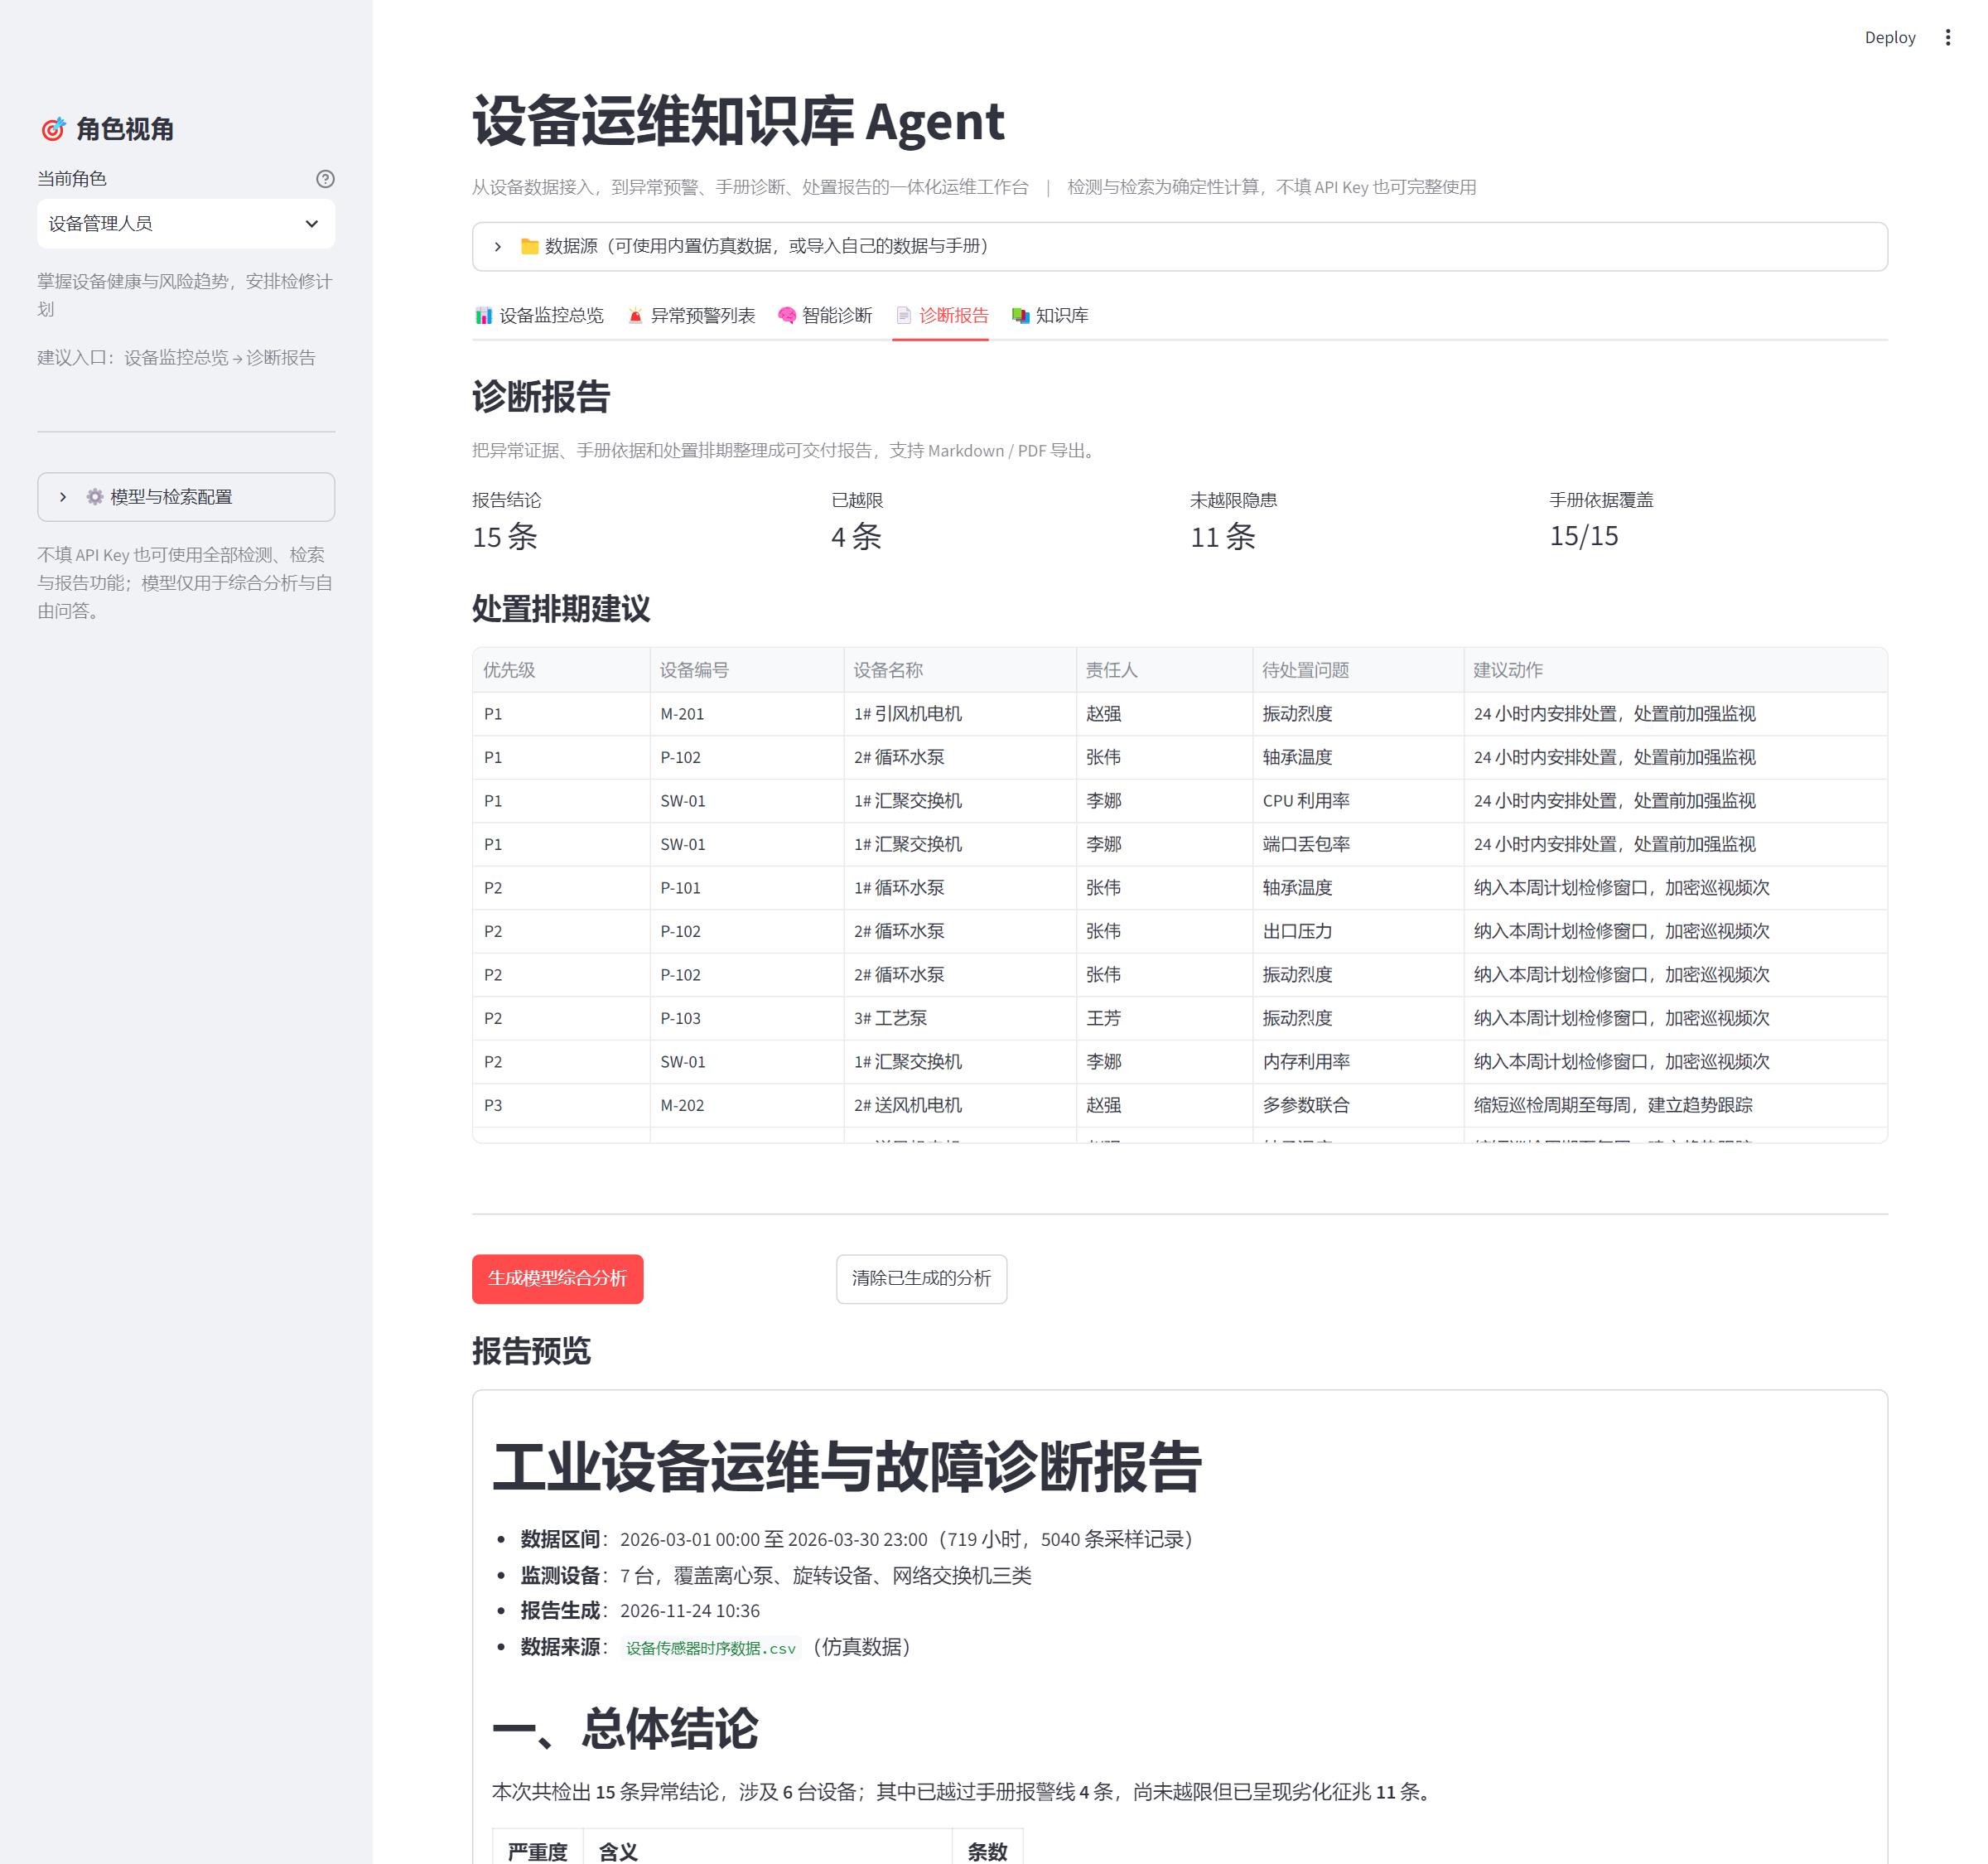 Deploy
角色视角
当前角色
设备管理人员
掌握设备健康与风险趋势，安排检修计
划
建议入口：设备监控总览 → 诊断报告
模型与检索配置
不填 API Key 也可使用全部检测、检索
与报告功能；模型仅用于综合分析与自
由问答。
设备运维知识库 Agent
从设备数据接入，到异常预警、手册诊断、处置报告的一体化运维工作台 | 检测与检索为确定性计算，不填 API Key 也可完整使用
数据源（可使用内置仿真数据，或导入自己的数据与手册）
设备监控总览 异常预警列表 智能诊断 诊断报告 知识库
诊断报告
把异常证据、手册依据和处置排期整理成可交付报告，支持 Markdown / PDF 导出。
报告结论 已越限 未越限隐患 手册依据覆盖
15 条 4 条 11 条 15/15
处置排期建议
优先级 设备编号 设备名称 责任人 待处置问题 建议动作
P1 M-201 1# 引风机电机 赵强 振动烈度 24 小时内安排处置，处置前加强监视
P1 P-102 2# 循环水泵 张伟 轴承温度 24 小时内安排处置，处置前加强监视
P1 SW-01 1# 汇聚交换机 李娜 CPU 利用率 24 小时内安排处置，处置前加强监视
P1 SW-01 1# 汇聚交换机 李娜 端口丢包率 24 小时内安排处置，处置前加强监视
P2 P-101 1# 循环水泵 张伟 轴承温度 纳入本周计划检修窗口，加密巡视频次
P2 P-102 2# 循环水泵 张伟 出口压力 纳入本周计划检修窗口，加密巡视频次
P2 P-102 2# 循环水泵 张伟 振动烈度 纳入本周计划检修窗口，加密巡视频次
P2 P-103 3# 工艺泵 王芳 振动烈度 纳入本周计划检修窗口，加密巡视频次
P2 SW-01 1# 汇聚交换机 李娜 内存利用率 纳入本周计划检修窗口，加密巡视频次
P3 M-202 2# 送风机电机 赵强 多参数联合 缩短巡检周期至每周，建立趋势跟踪
生成模型综合分析 清除已生成的分析
报告预览
工业设备运维与故障诊断报告
数据区间：2026-03-01 00:00 至 2026-03-30 23:00（719 小时，5040 条采样记录）
监测设备：7 台，覆盖离心泵、旋转设备、网络交换机三类
报告生成：2026-11-24 10:36
数据来源：设备传感器时序数据.csv （仿真数据）
一、总体结论
本次共检出 15 条异常结论，涉及 6 台设备；其中已越过手册报警线 4 条，尚未越限但已呈现劣化征兆 11 条。
严重度 含义 条数